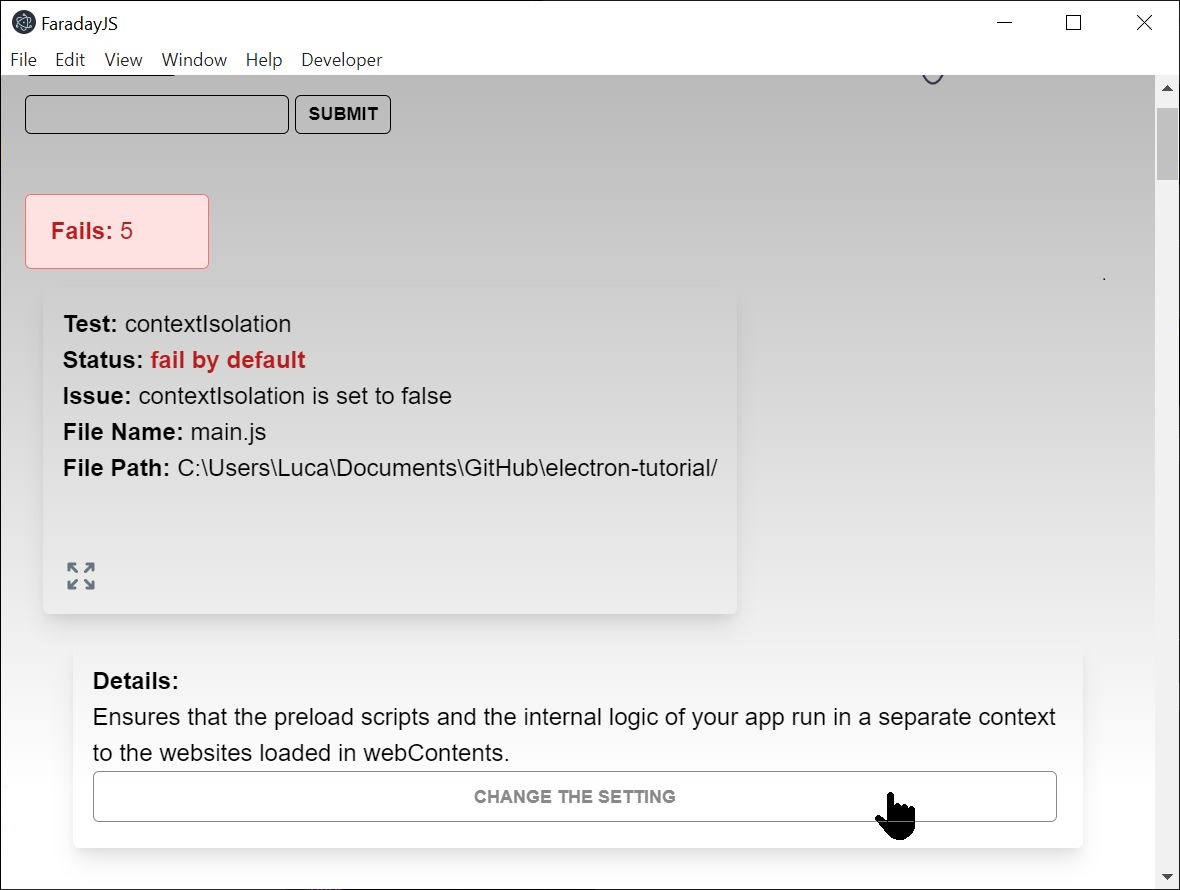 FaradayJS
File Edit View Window Help Developer
SUBMIT
Fails: 5
Test: contextIsolation
Status: fail by default
Issue: contextIsolation is set to false
File Name: main.js
File Path: C:\Users\Luca\Documents\GitHub\electron-tutorial/
Details:
Ensures that the preload scripts and the internal logic of your app run in a separate context
to the websites loaded in webContents.
CHANGE THE SETTING